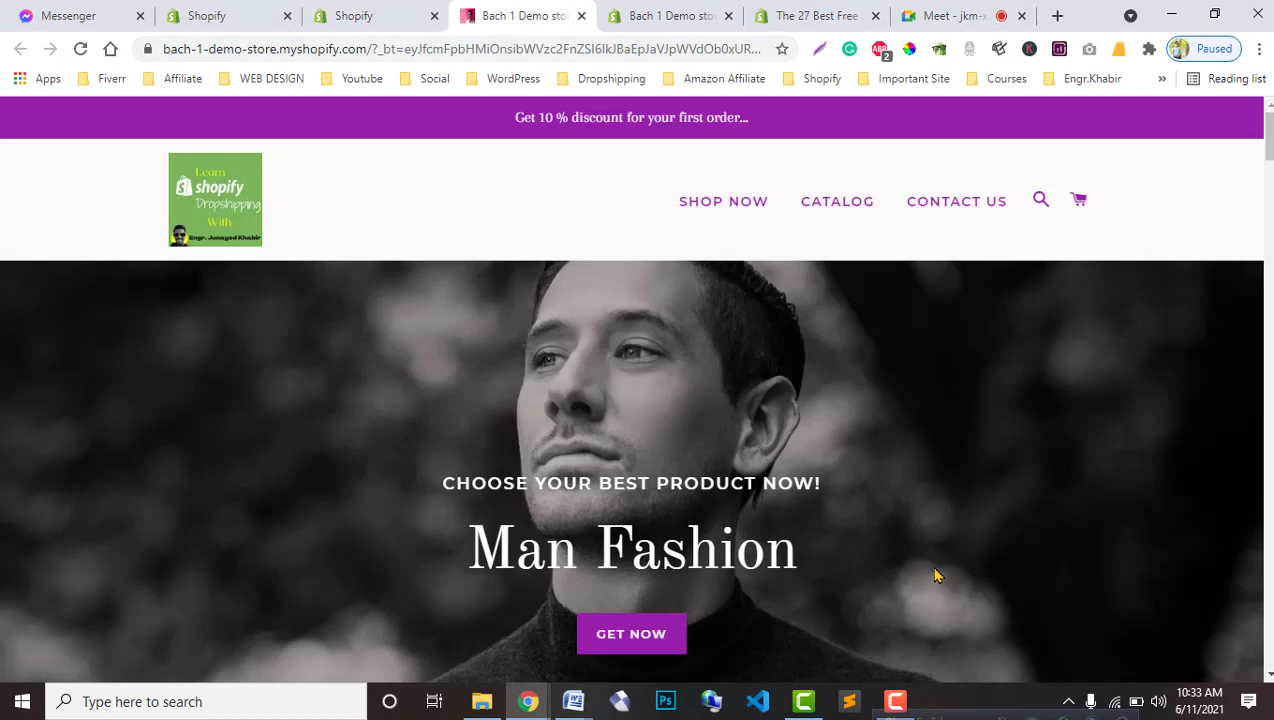 Messenger
Shopify
Shopify
Bach 1 Demo stor
Bach 1 demo stor
The 27 Best Free
Meet - jkm-x
bach-1-demo-store.myshopify.com/?_bt=eyJfcmFpbHMiOnsibWVzc2FnZSI6IkJBaEpJaVJpWVdOb0xUR...
2
Paused
Apps
Fiverr
Affiliate
WEB DESIGN
Youtube
Social
WordPress
Dropshipping
Amazon Affiliate
Shopify
Important Site
Courses
Engr.Khabir
»
Reading list
Get 10 % discount for your first order...
Learn
shopify
Dropshipping
With
Engr. Junayed Khabir
SHOP NOW
CATALOG
CONTACT US
CHOOSE YOUR BEST PRODUCT NOW!
Man Fashion
GET NOW
Type here to search
10:33 AM
6/11/2021